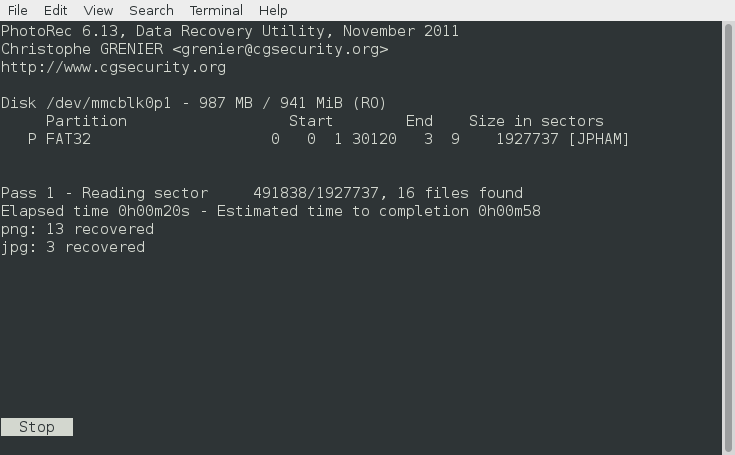 File Edit View Search Terminal Help
PhotoRec 6.13, Data Recovery Utility, November 2011
Christophe GRENIER <grenier@cgsecurity.org>
http://www.cgsecurity.org
Disk /dev/mmcblk0p1 - 987 MB / 941 MiB (RO)
Partition Start End Size in sectors
P FAT32 0 0 1 30120 3 9 1927737 [JPHAM]
Pass 1 - Reading sector 491838/1927737, 16 files found
Elapsed time 0h00m20s - Estimated time to completion 0h00m58
png: 13 recovered
jpg: 3 recovered
Stop